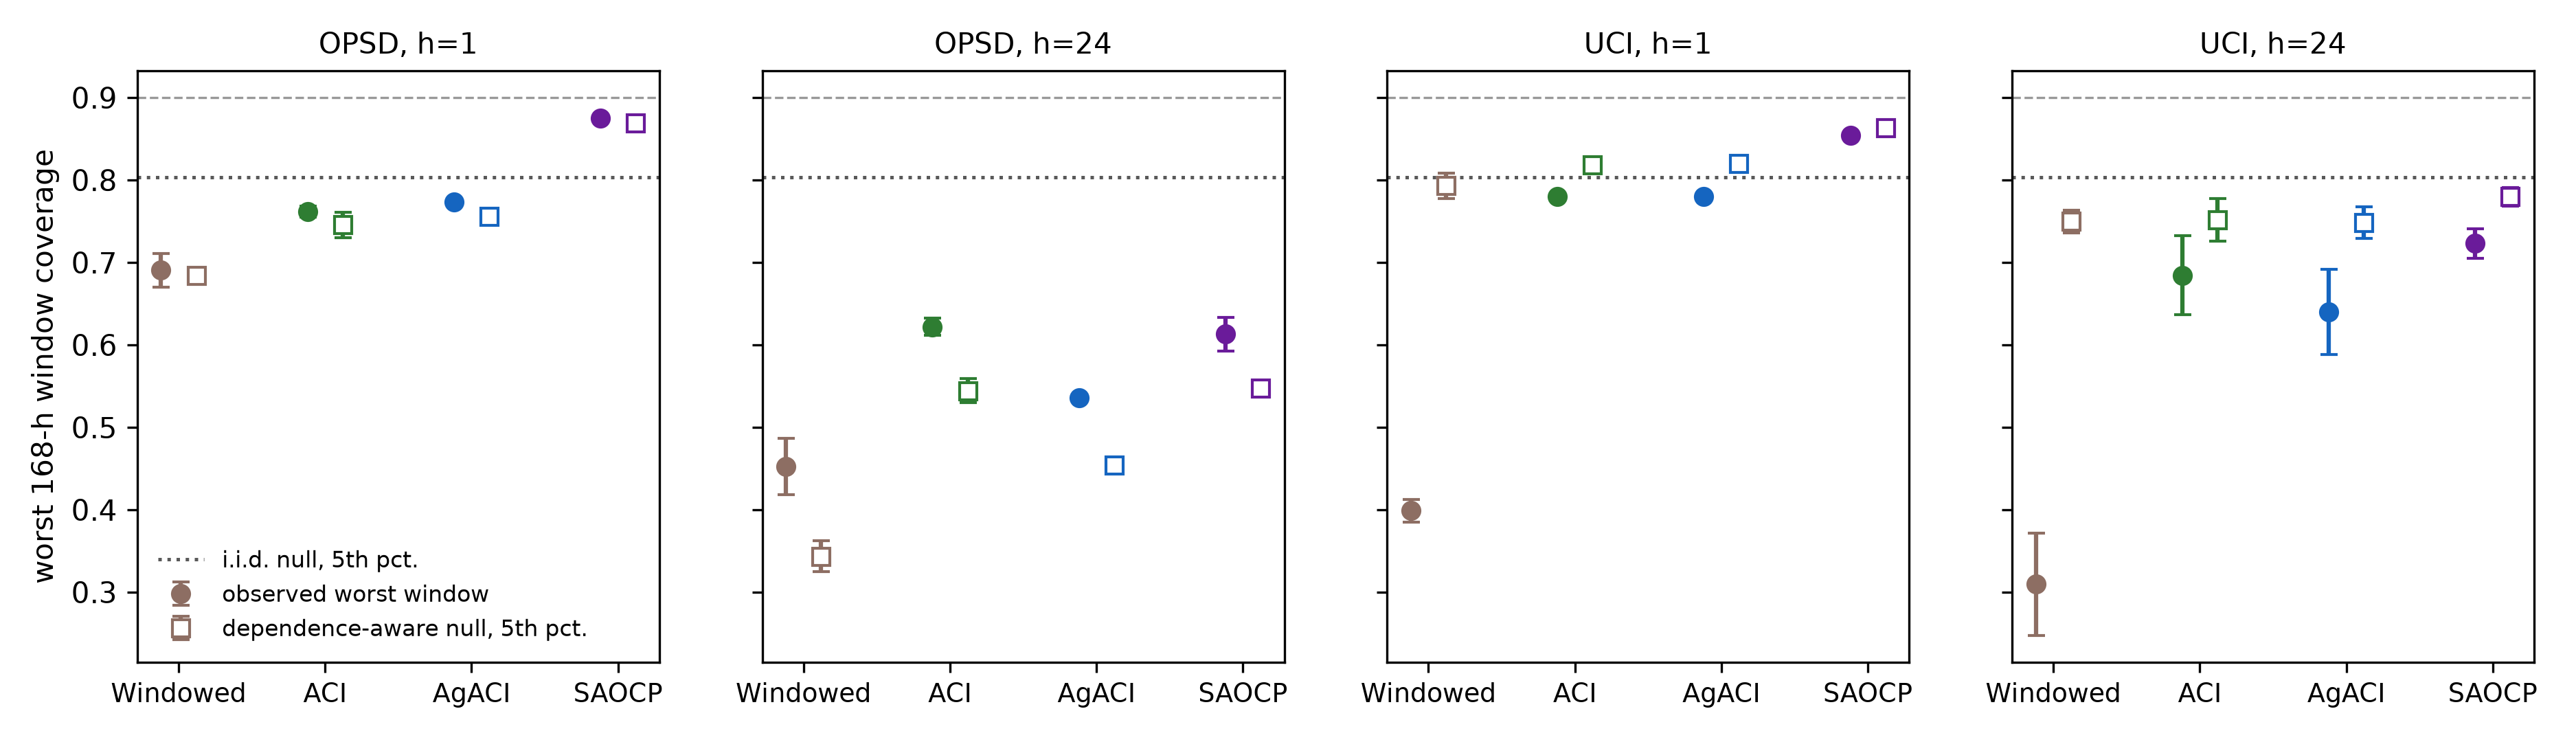 OPSD, h=1
OPSD, h=24
UCI, h=1
UCI, h=24
worst 168-h window coverage
0.9
0.8
0.7
0.6
0.5
0.4
0.3
i.i.d. null, 5th pct.
observed worst window
dependence-aware null, 5th pct.
Windowed ACI AgACI SAOCP
Windowed ACI AgACI SAOCP
Windowed ACI AgACI SAOCP
Windowed ACI AgACI SAOCP